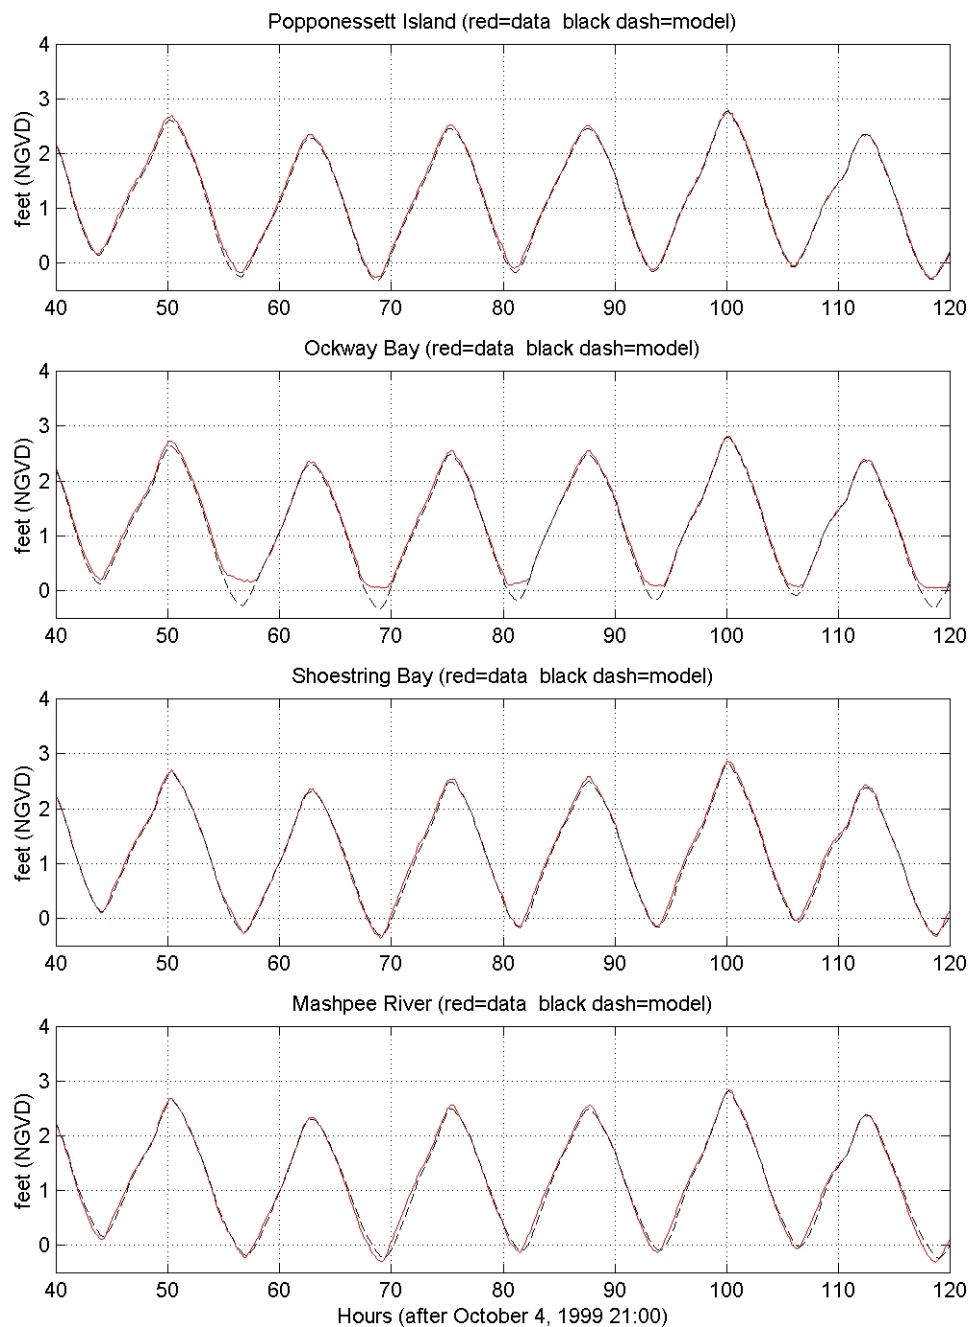 Popponessett Island (red=data  black dash=model)
4
3
2
1
0
feet (NGVD)
40 50 60 70 80 90 100 110 120
Ockway Bay (red=data  black dash=model)
4
3
2
1
0
feet (NGVD)
40 50 60 70 80 90 100 110 120
Shoestring Bay (red=data  black dash=model)
4
3
2
1
0
feet (NGVD)
40 50 60 70 80 90 100 110 120
Mashpee River (red=data  black dash=model)
4
3
2
1
0
feet (NGVD)
40 50 60 70 80 90 100 110 120
Hours (after October 4, 1999 21:00)